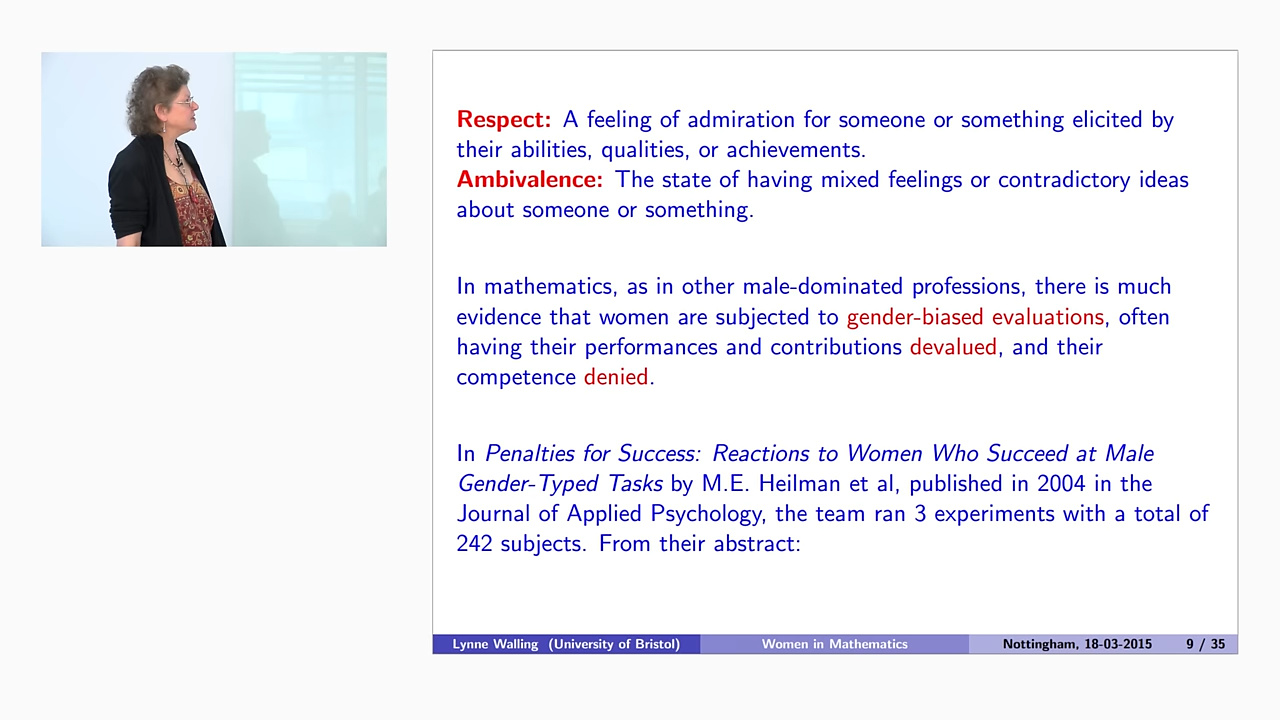 Respect: A feeling of admiration for someone or something elicited by
their abilities, qualities, or achievements.
Ambivalence: The state of having mixed feelings or contradictory ideas
about someone or something.
In mathematics, as in other male-dominated professions, there is much
evidence that women are subjected to gender-biased evaluations, often
having their performances and contributions devalued, and their
competence denied.
In Penalties for Success: Reactions to Women Who Succeed at Male
Gender-Typed Tasks by M.E. Heilman et al, published in 2004 in the
Journal of Applied Psychology, the team ran 3 experiments with a total of
242 subjects. From their abstract:
Lynne Walling (University of Bristol) Women in Mathematics Nottingham, 18-03-2015 9 / 35